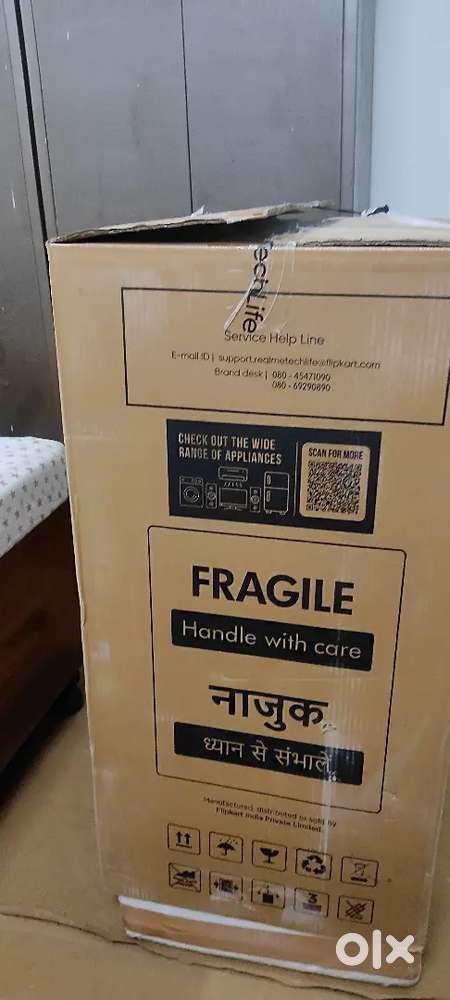 TechLife
Service Help Line
E-mail ID | support.realmetechlife@flipkart.com
Brand desk | 080 - 45471090
080 - 69290890
CHECK OUT THE WIDE
RANGE OF APPLIANCES
SCAN FOR MORE
FRAGILE
Handle with care
नाजुक
ध्यान से संभालें
Manufactured, distributed or sold by
Flipkart India Private Limited.
3
olx